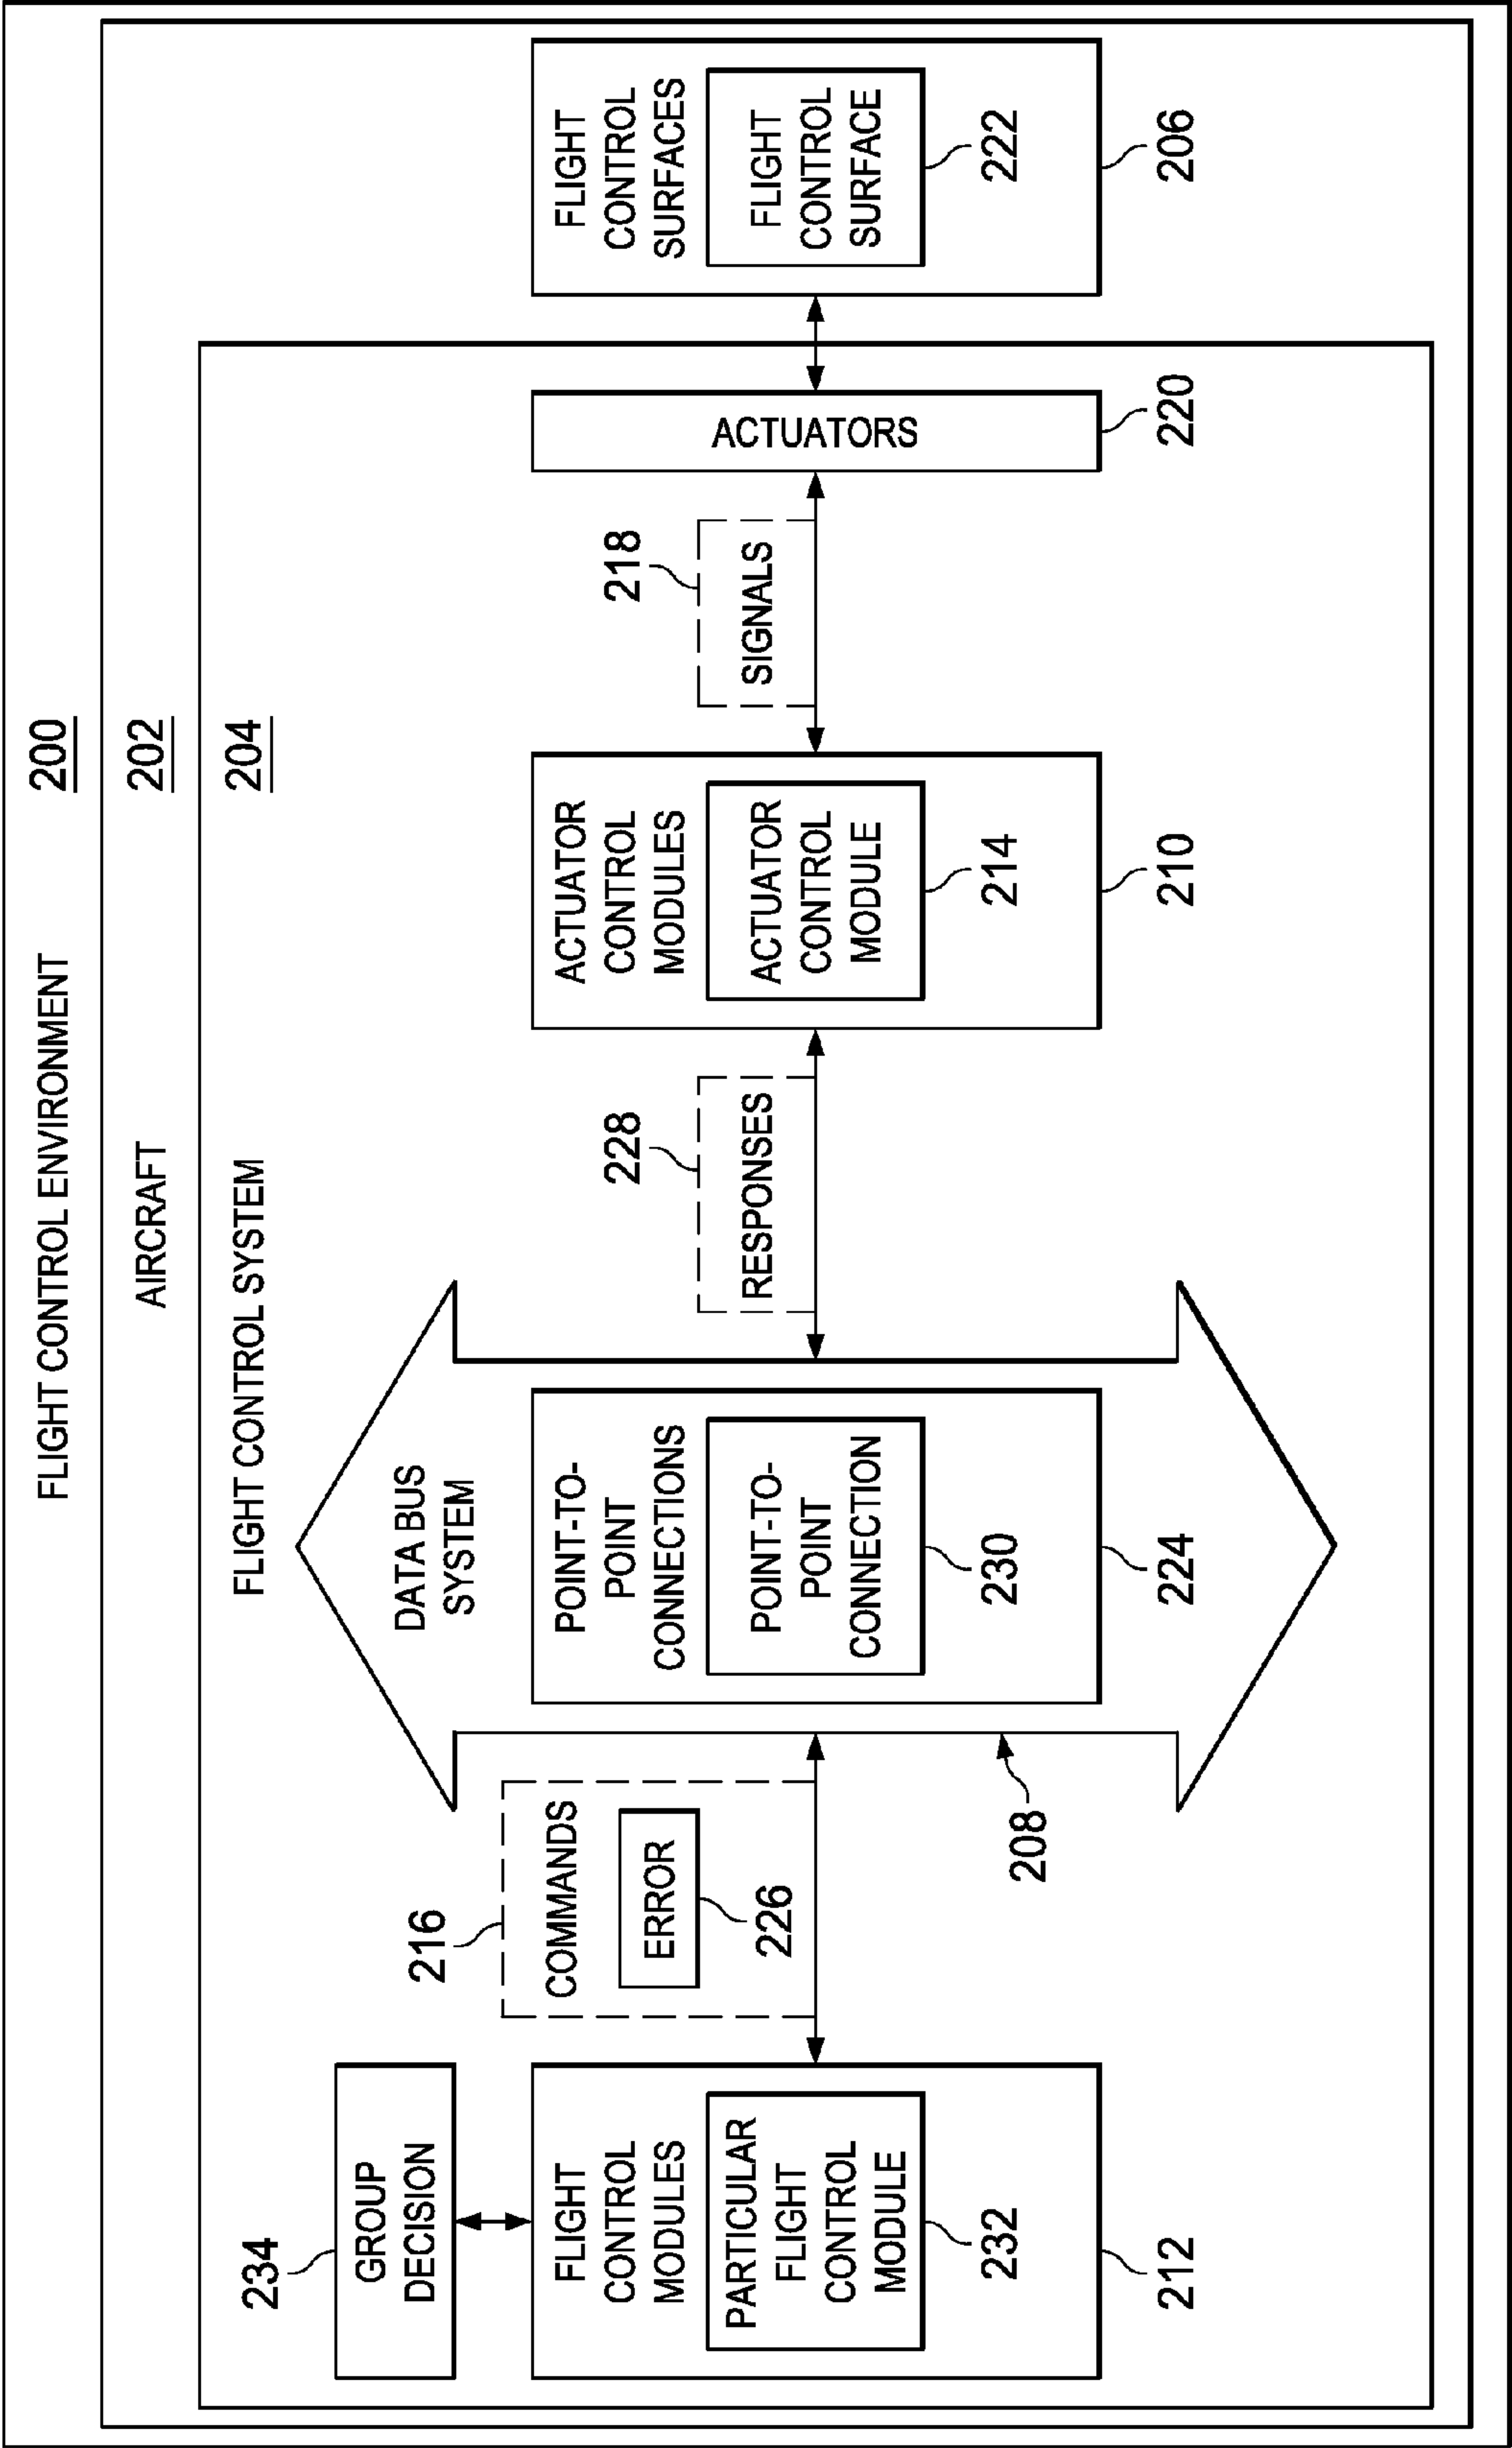 FLIGHT CONTROL ENVIRONMENT 200
AIRCRAFT 202
FLIGHT CONTROL SYSTEM 204
234
GROUP
DECISION
FLIGHT
CONTROL
MODULES
PARTICULAR
FLIGHT
CONTROL
MODULE
232
212
216
COMMANDS
ERROR
226
208
DATA BUS
SYSTEM
POINT-TO-
POINT
CONNECTIONS
POINT-TO-
POINT
CONNECTION
230
224
228
RESPONSES
ACTUATOR
CONTROL
MODULES
ACTUATOR
CONTROL
MODULE
214
210
218
SIGNALS
ACTUATORS
220
FLIGHT
CONTROL
SURFACES
FLIGHT
CONTROL
SURFACE
222
206